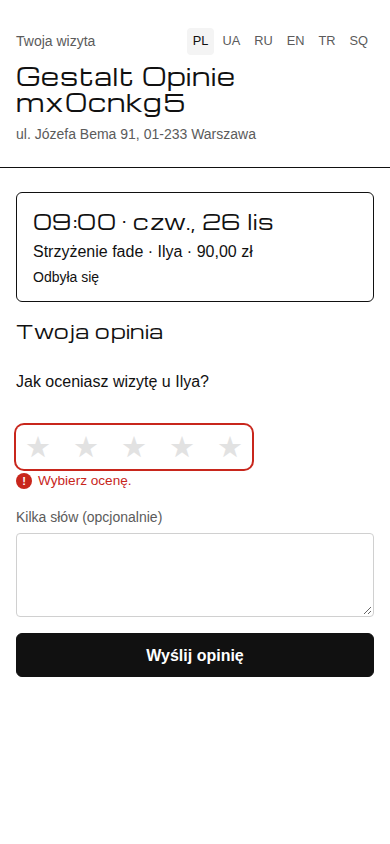 Twoja wizyta
PL UA RU EN TR SQ
Gestalt Opinie
mx0cnkg5
ul. Józefa Bema 91, 01-233 Warszawa
09:00 · czw., 26 lis
Strzyżenie fade · Ilya · 90,00 zł
Odbyła się
Twoja opinia
Jak oceniasz wizytę u Ilya?
Wybierz ocenę.
Kilka słów (opcjonalnie)
Wyślij opinię